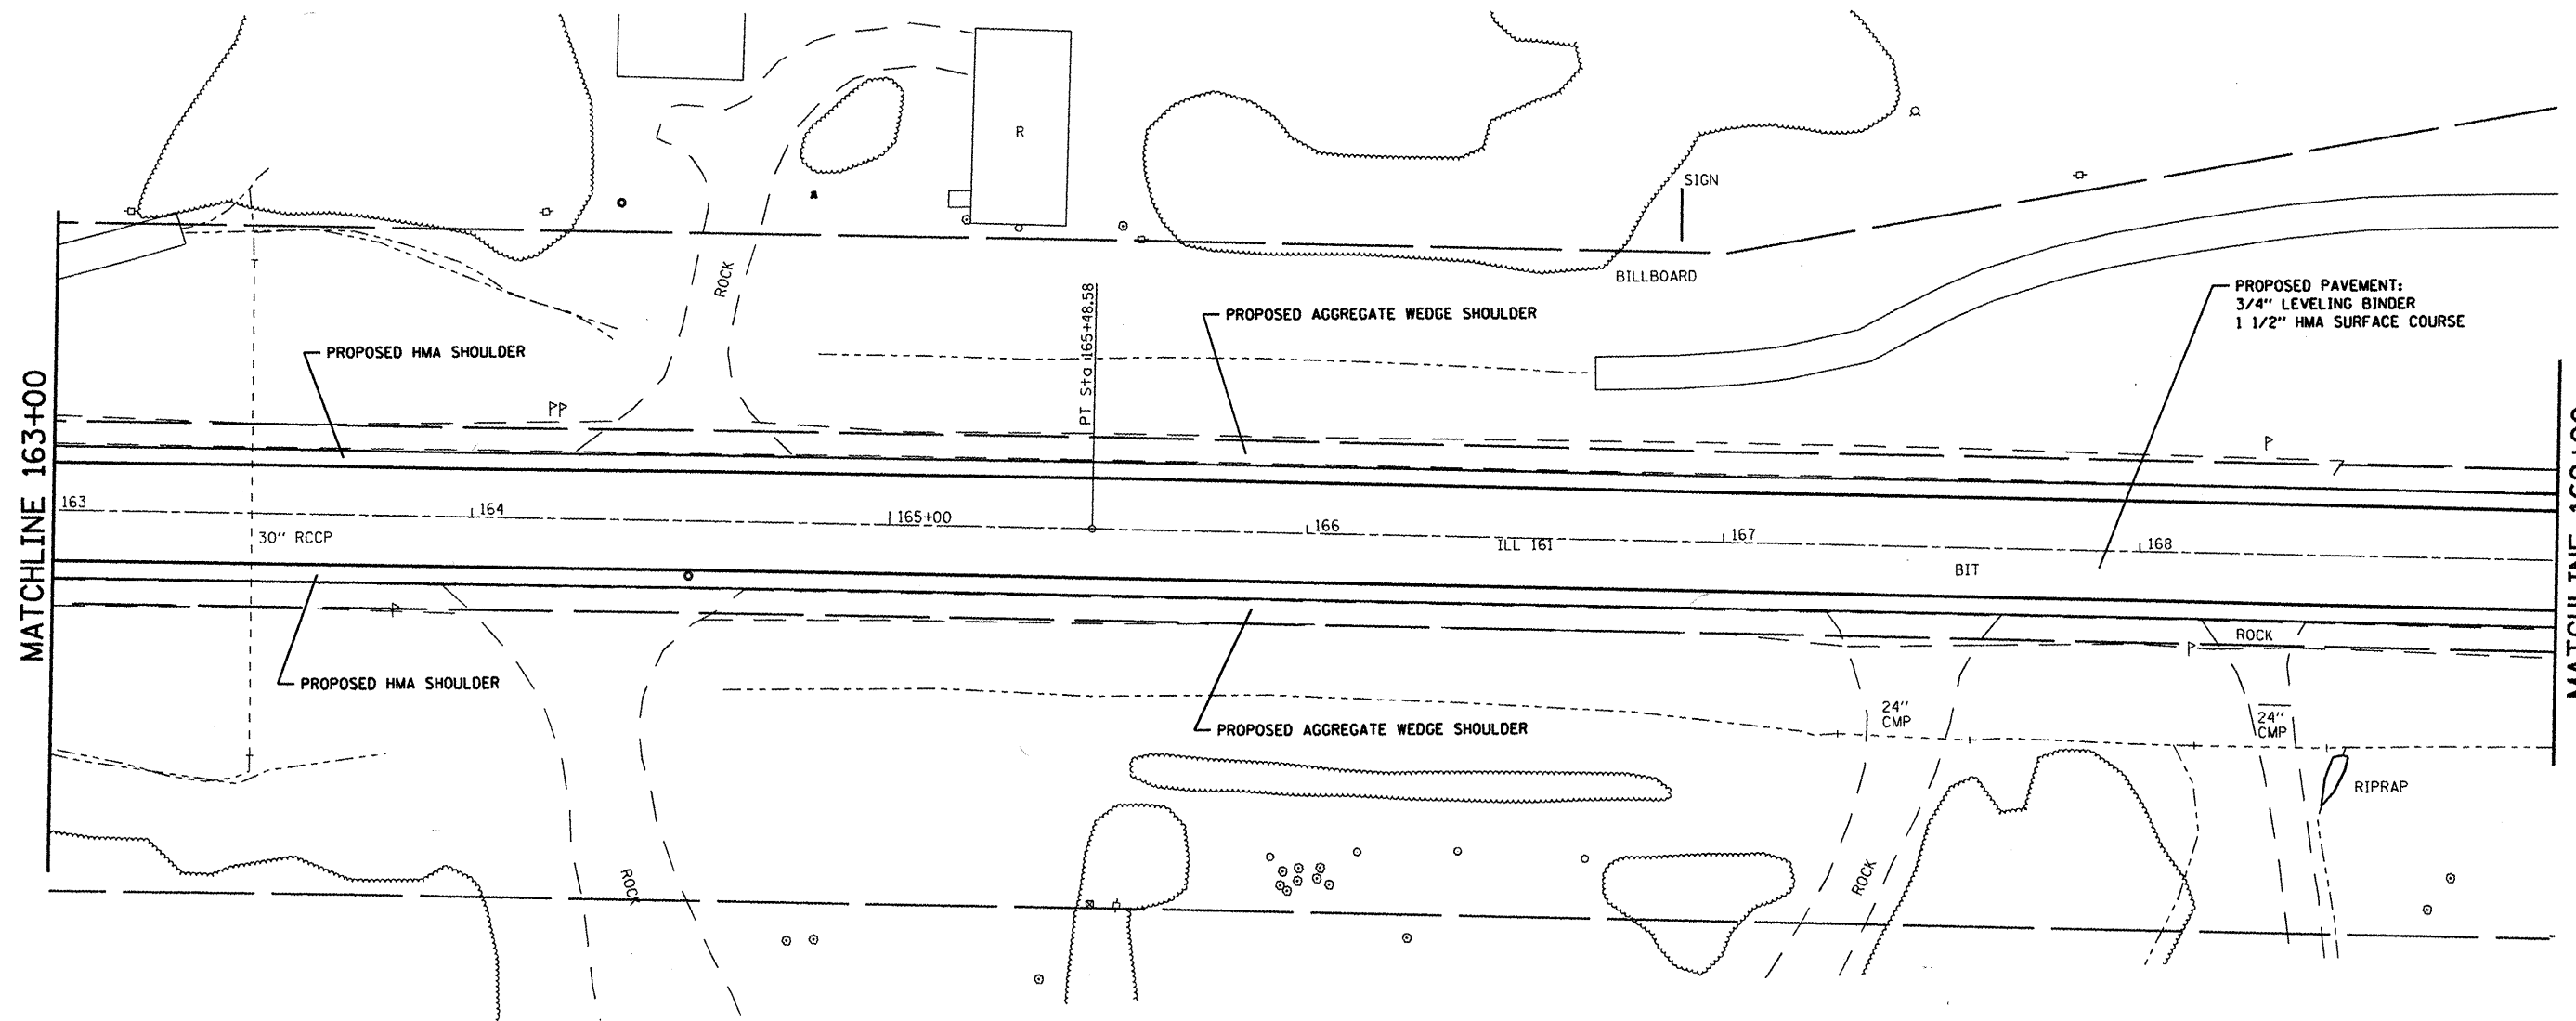 R
SIGN
BILLBOARD
ROCK
PT Sta 165+48.58
PROPOSED AGGREGATE WEDGE SHOULDER
PROPOSED PAVEMENT:
3/4" LEVELING BINDER
1 1/2" HMA SURFACE COURSE
PROPOSED HMA SHOULDER
MATCHLINE 163+00
PP
P
163
164
165+00
166
167
168
30" RCCP
ILL 161
BIT
P
ROCK
P
PROPOSED HMA SHOULDER
PROPOSED AGGREGATE WEDGE SHOULDER
24"
CMP
24"
CMP
RIPRAP
ROCK
ROCK
MATCHLINE